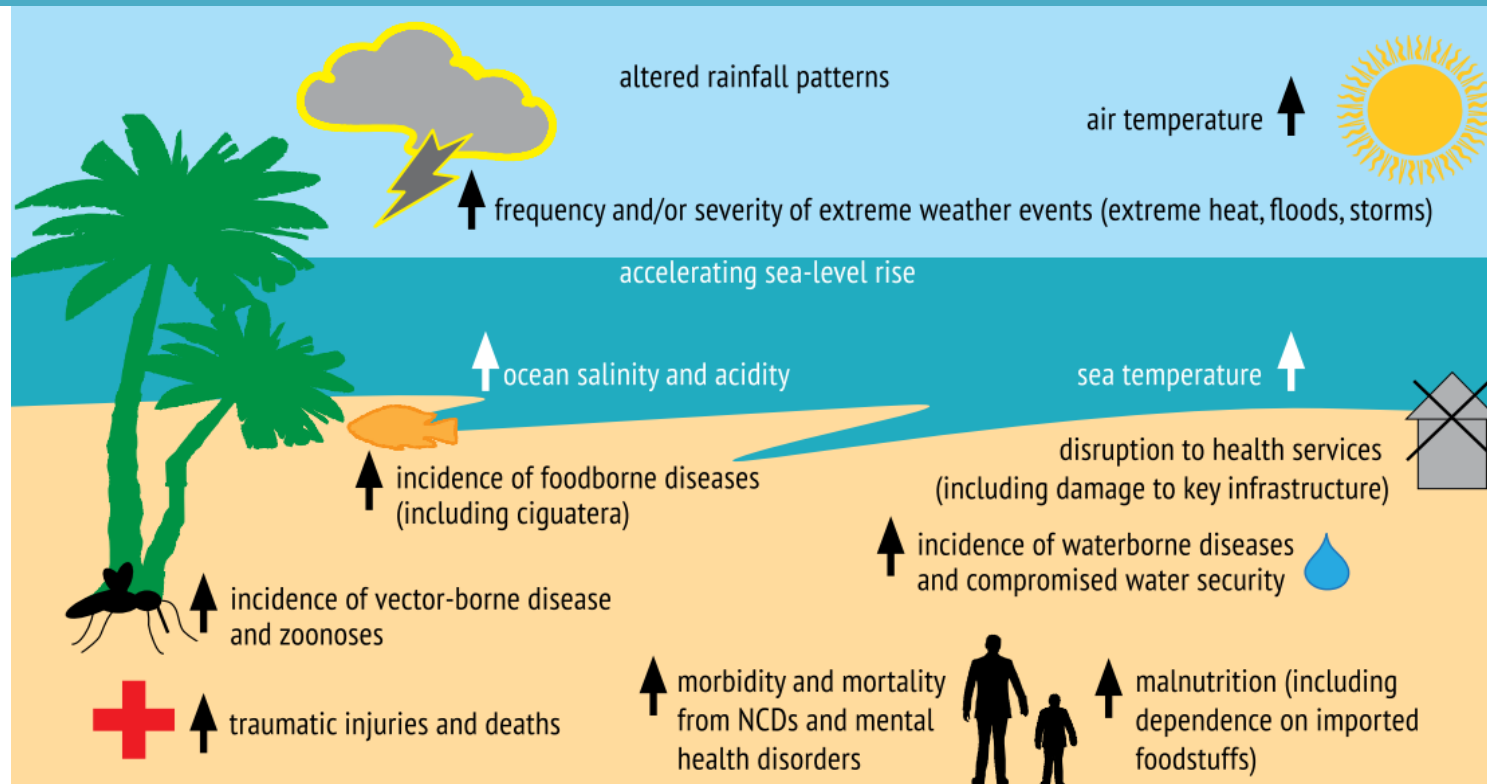 altered rainfall patterns
air temperature
frequency and/or severity of extreme weather events (extreme heat, floods, storms)
accelerating sea-level rise
ocean salinity and acidity
sea temperature
disruption to health services
(including damage to key infrastructure)
incidence of foodborne diseases
(including ciguatera)
incidence of waterborne diseases
and compromised water security
incidence of vector-borne disease
and zoonoses
traumatic injuries and deaths
morbidity and mortality
from NCDs and mental
health disorders
malnutrition (including
dependence on imported
foodstuffs)